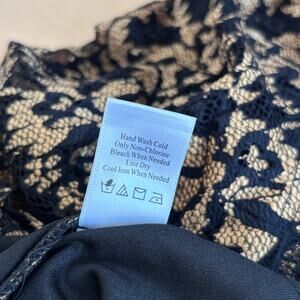 Hand Wash Cold
Only Non-Chlorine
Bleach When Needed
Line Dry
Cool Iron When Needed